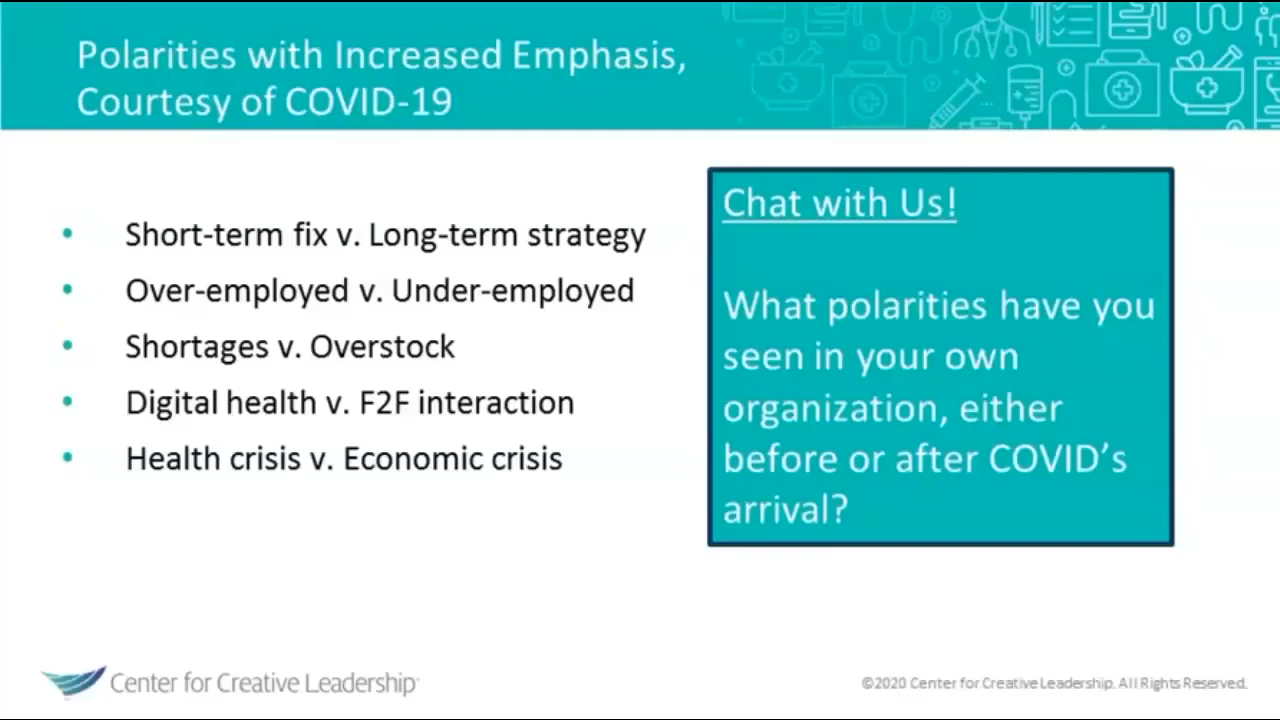 Polarities with Increased Emphasis,
Courtesy of COVID-19
• Short-term fix v. Long-term strategy
• Over-employed v. Under-employed
• Shortages v. Overstock
• Digital health v. F2F interaction
• Health crisis v. Economic crisis
Chat with Us!
What polarities have you
seen in your own
organization, either
before or after COVID’s
arrival?
Center for Creative Leadership
©2020 Center for Creative Leadership. All Rights Reserved.